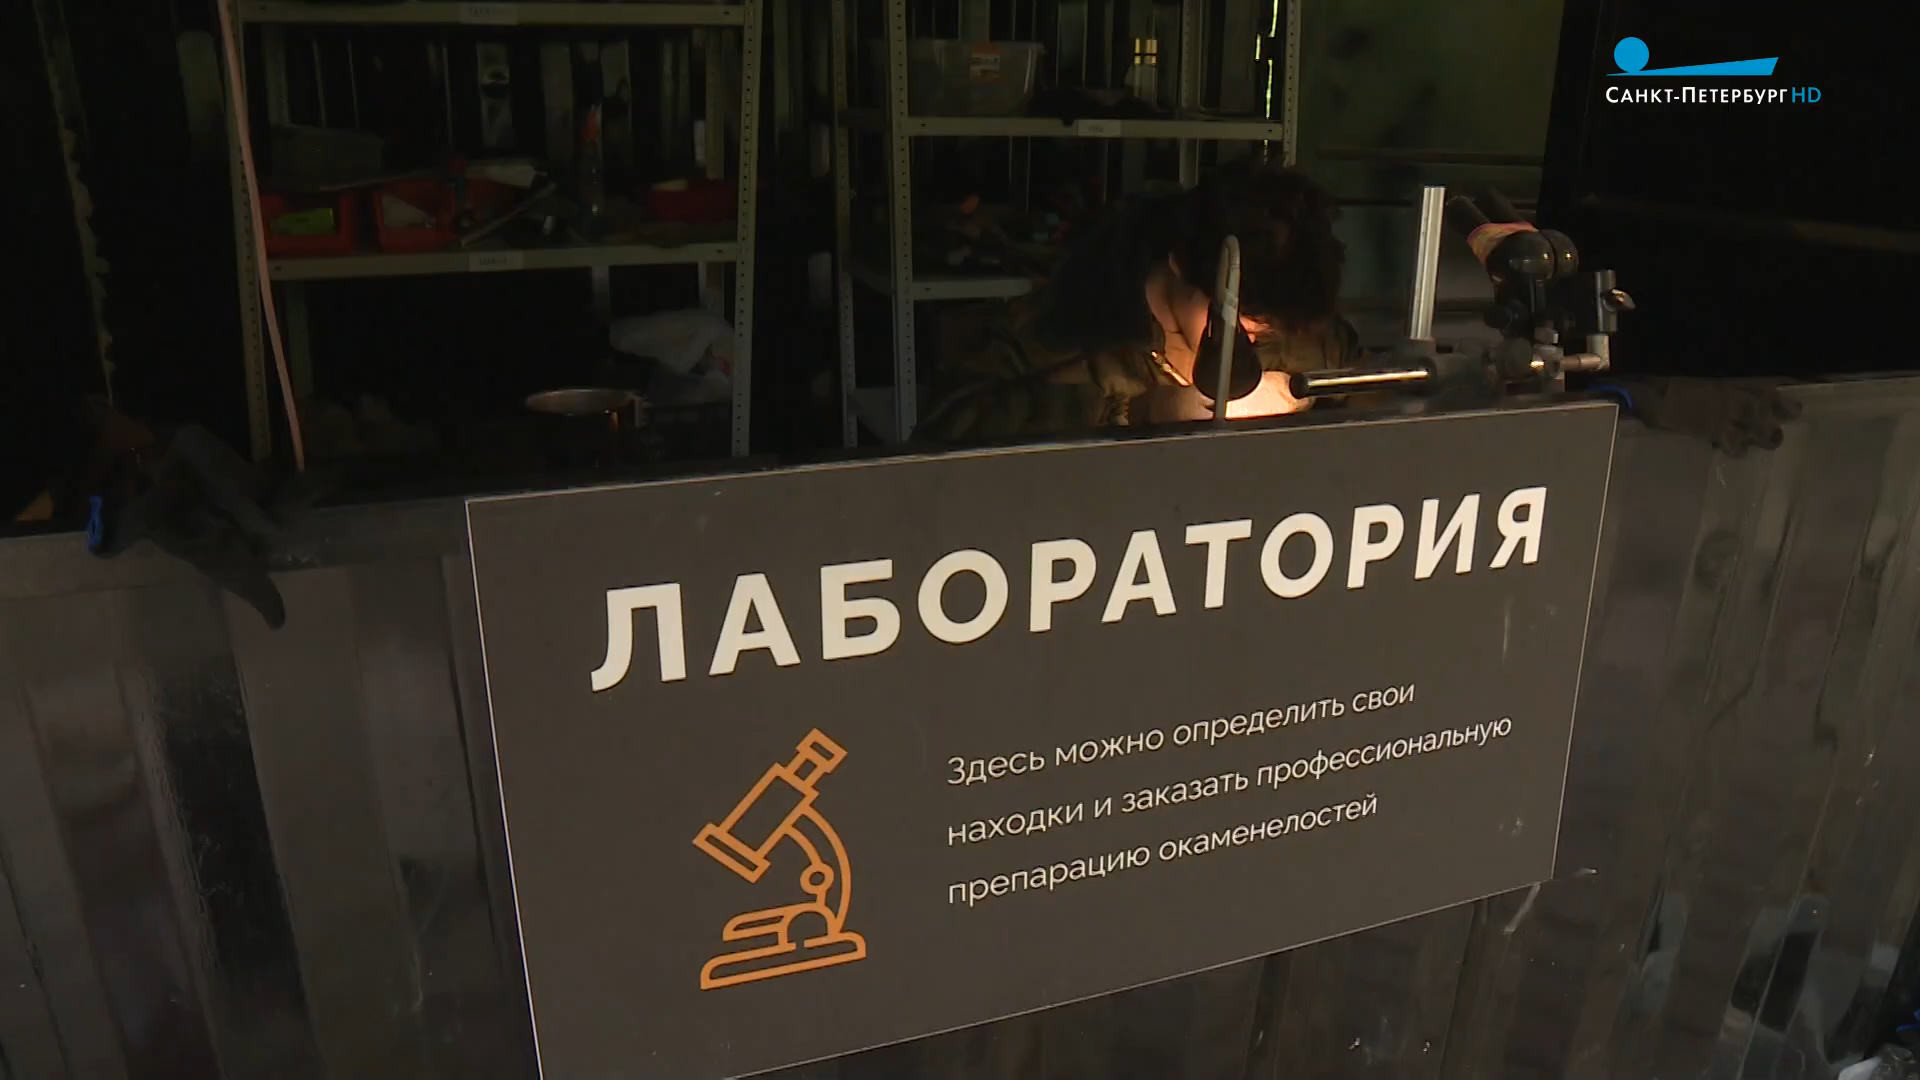 САНКТ-ПЕТЕРБУРГ HD
ЛАБОРАТОРИЯ
Здесь можно определить свои
находки и заказать профессиональную
препарацию окаменелостей